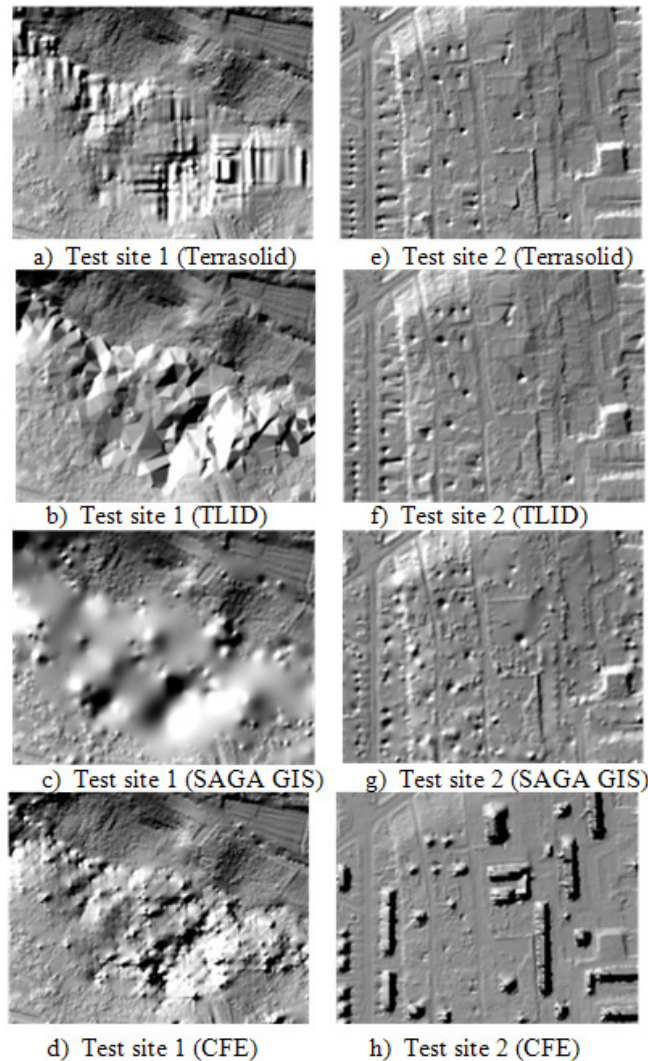 a) Test site 1 (Terrasolid)
e) Test site 2 (Terrasolid)
b) Test site 1 (TLID)
f) Test site 2 (TLID)
c) Test site 1 (SAGA GIS)
g) Test site 2 (SAGA GIS)
d) Test site 1 (CFE)
h) Test site 2 (CFE)